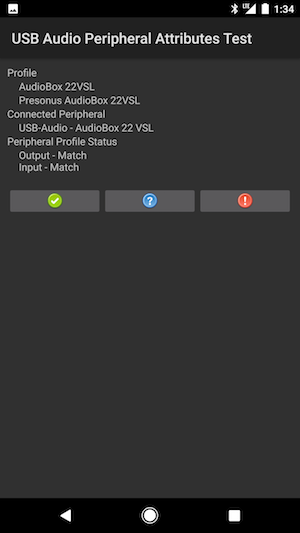 LTE 1:34
USB Audio Peripheral Attributes Test
Profile
AudioBox 22VSL
Presonus AudioBox 22VSL
Connected Peripheral
USB-Audio - AudioBox 22 VSL
Peripheral Profile Status
Output - Match
Input - Match